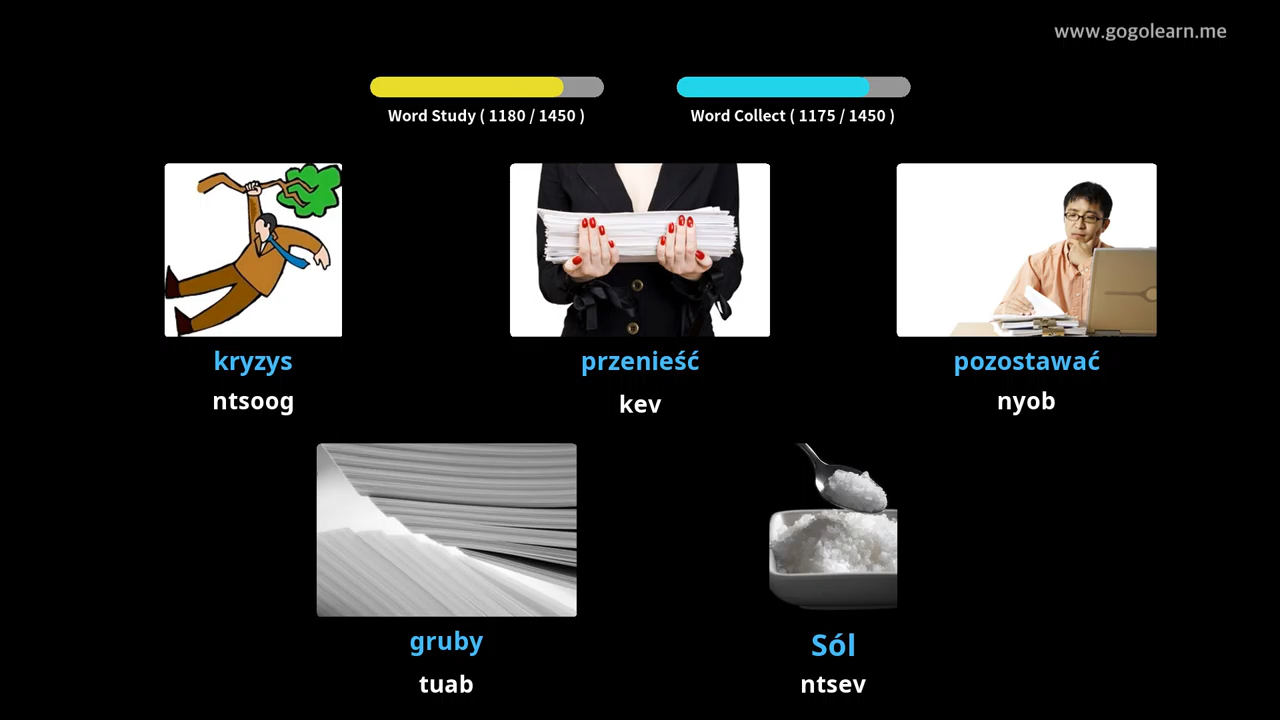 www.gogolearn.me
Word Study ( 1180 / 1450 )
Word Collect ( 1175 / 1450 )
kryzys
ntsoog
przenieść
kev
pozostawać
nyob
gruby
tuab
Sól
ntsev